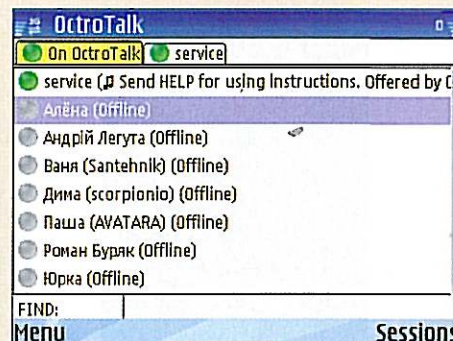 OctroTalk
On OctroTalk service
service (♫ Send HELP for using Instructions. Offered by
Алёна (Offline)
Андрій Легута (Offline)
Ваня (Santehnik) (Offline)
Дима (scorpionio) (Offline)
Паша (AVATARA) (Offline)
Роман Буряк (Offline)
Юрка (Offline)
FIND:
Menu Sessions